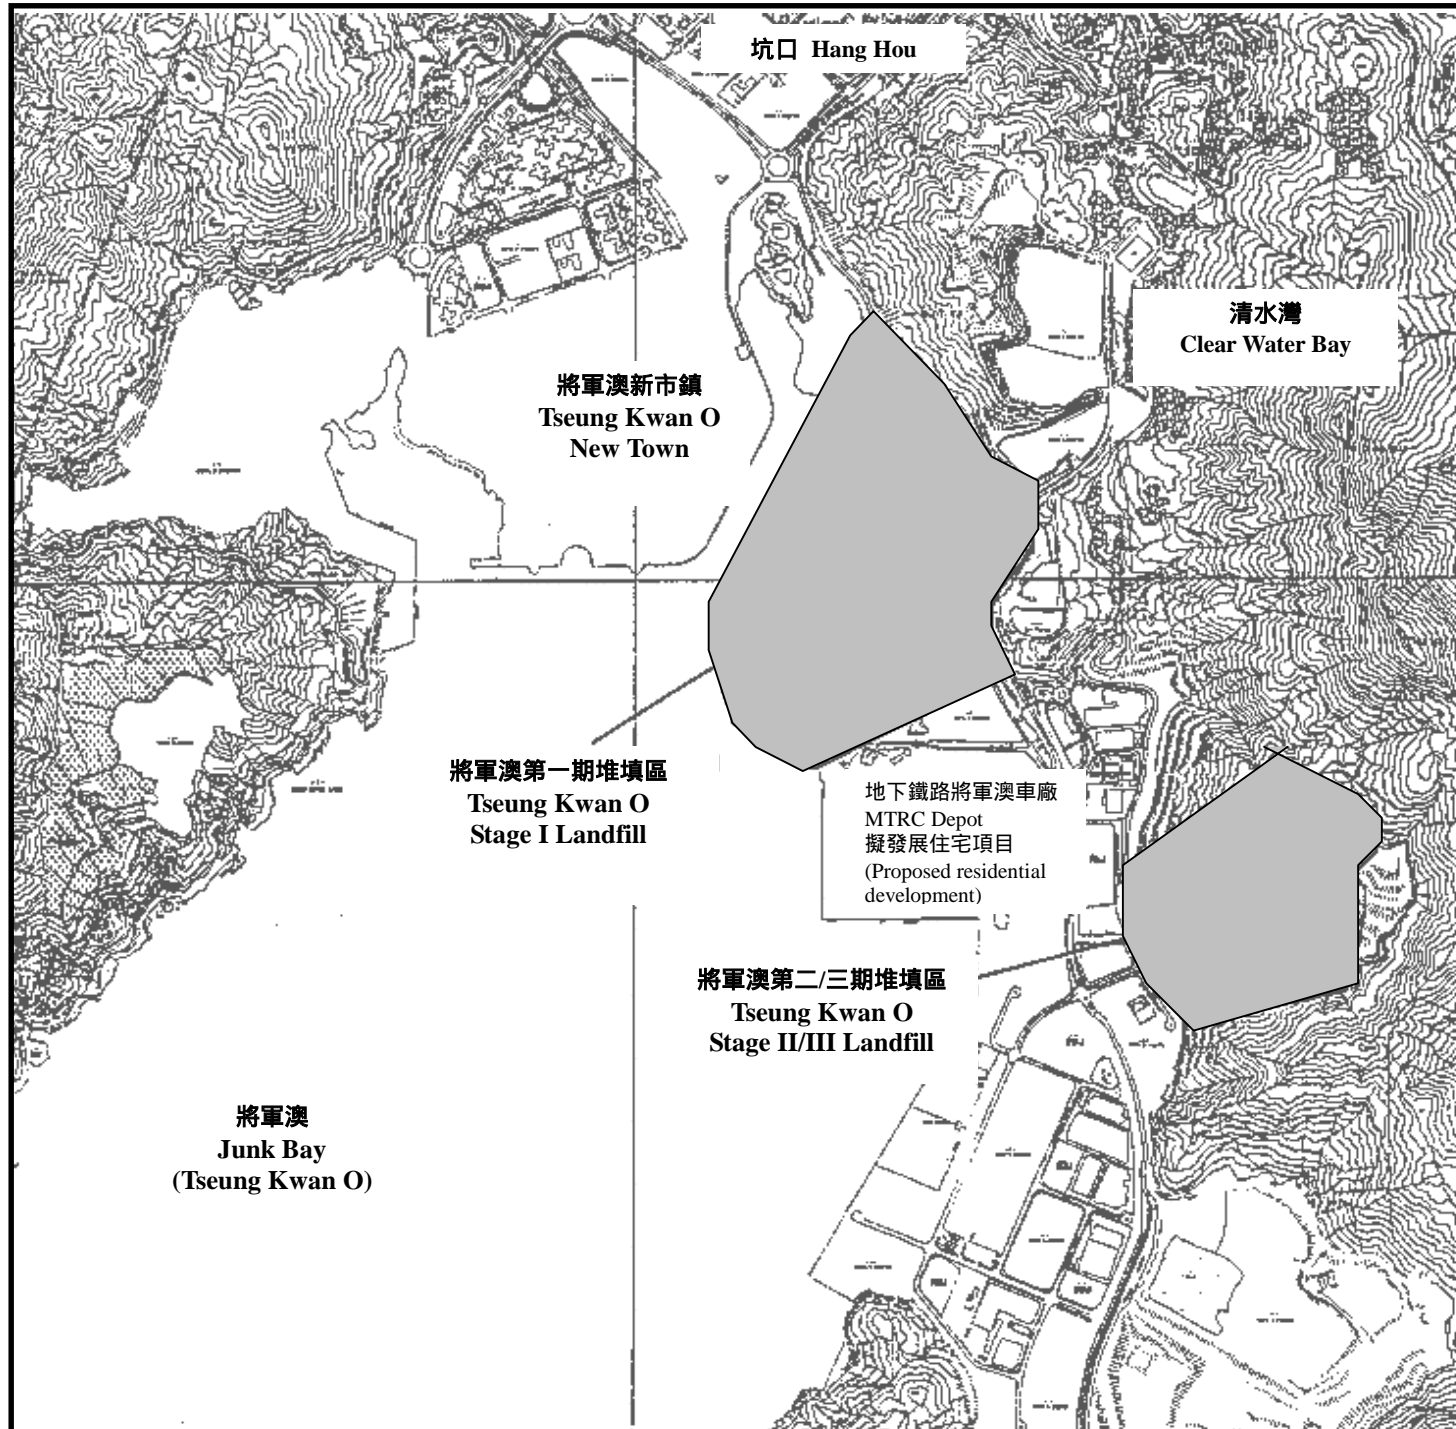 坑口 Hang Hou
清水灣
Clear Water Bay
將軍澳新市鎮
Tseung Kwan O
New Town
將軍澳第一期堆填區
Tseung Kwan O
Stage I Landfill
地下鐵路將軍澳車廠
MTRC Depot
擬發展住宅項目
(Proposed residential
development)
將軍澳第二/三期堆填區
Tseung Kwan O
Stage II/III Landfill
將軍澳
Junk Bay
(Tseung Kwan O)